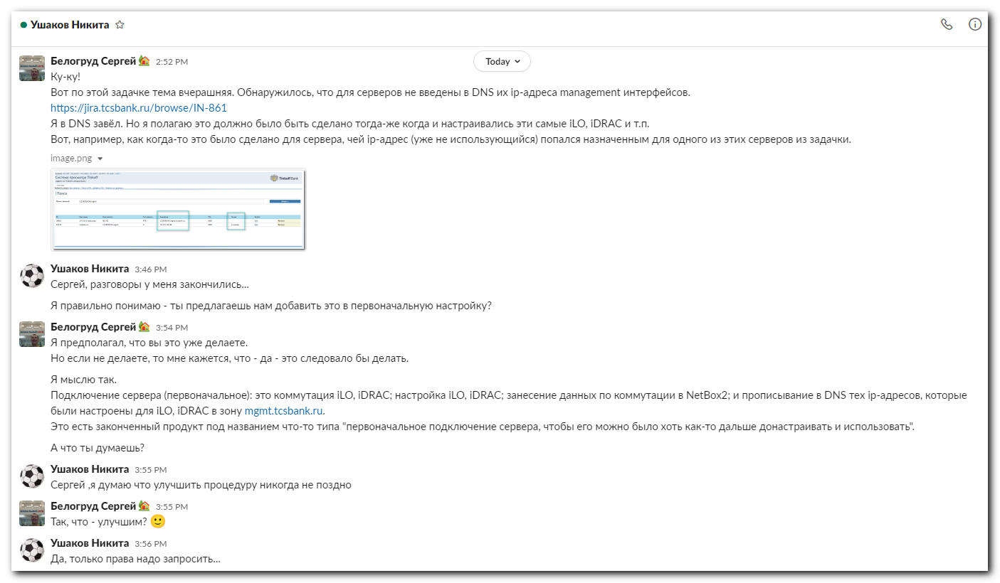 Ушаков Никита
Today
Белогруд Сергей 2:52 PM
Ку-ку!
Вот по этой задачке тема вчерашняя. Обнаружилось, что для серверов не введены в DNS их ip-адреса management интерфейсов.
https://jira.tcsbank.ru/browse/IN-861
Я в DNS завёл. Но я полагаю это должно было быть сделано тогда-же когда и настраивались эти самые iLO, iDRAC и т.п.
Вот, например, как когда-то это было сделано для сервера, чей ip-адрес (уже не использующийся) попался назначенным для одного из этих серверов из задачки.
image.png
Система просмотра Tinkoff
Tinkoff Bank
Поиск
Ушаков Никита 3:46 PM
Сергей, разговоры у меня закончились...
Я правильно понимаю - ты предлагаешь нам добавить это в первоначальную настройку?
Белогруд Сергей 3:54 PM
Я предполагал, что вы это уже делаете.
Но если не делаете, то мне кажется, что - да - это следовало бы делать.
Я мыслю так.
Подключение сервера (первоначальное): это коммутация iLO, iDRAC; настройка iLO, iDRAC; занесение данных по коммутации в NetBox2; и прописывание в DNS тех ip-адресов, которые
были настроены для iLO, iDRAC в зону mgmt.tcsbank.ru.
Это есть законченный продукт под названием что-то типа "первоначальное подключение сервера, чтобы его можно было хоть как-то дальше донастраивать и использовать".
А что ты думаешь?
Ушаков Никита 3:55 PM
Сергей ,я думаю что улучшить процедуру никогда не поздно
Белогруд Сергей 3:55 PM
Так, что - улучшим?
Ушаков Никита 3:56 PM
Да, только права надо запросить...